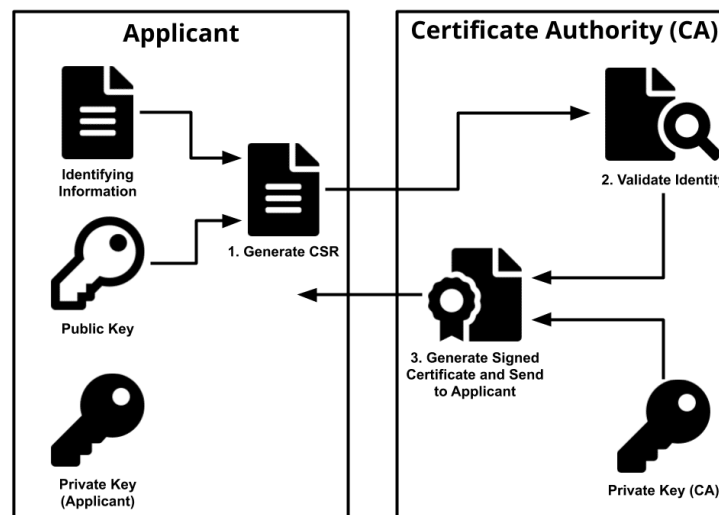 Applicant
Identifying
Information
1. Generate CSR
Public Key
Private Key
(Applicant)
Certificate Authority (CA)
2. Validate Identity
3. Generate Signed
Certificate and Send
to Applicant
Private Key (CA)